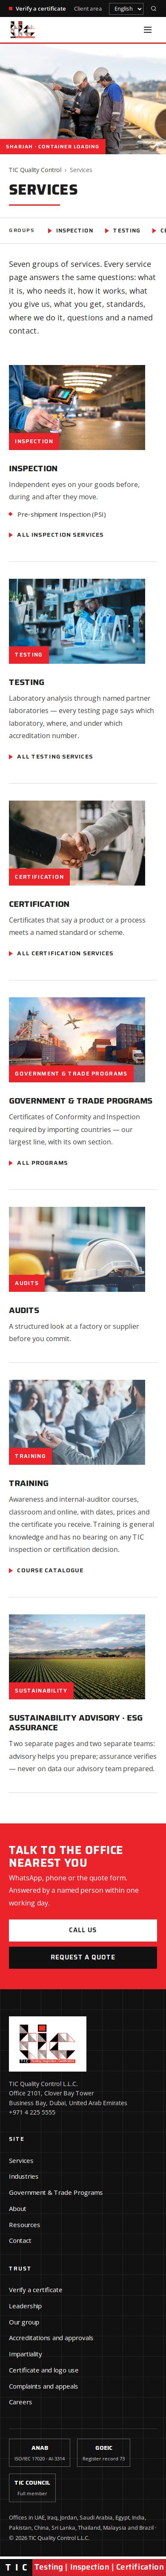 Verify a certificate Client area English
TIC
SHARJAH · CONTAINER LOADING
TIC Quality Control › Services
SERVICES
GROUPS INSPECTION TESTING
Seven groups of services. Every service
page answers the same questions: what
it is, who needs it, how it works, what
you give us, what you get, standards,
where we do it, questions and a named
contact.
INSPECTION
INSPECTION
Independent eyes on your goods before,
during and after they move.
Pre-shipment Inspection (PSI)
ALL INSPECTION SERVICES
TESTING
TESTING
Laboratory analysis through named partner
laboratories — every testing page says which
laboratory, where, and under which
accreditation number.
ALL TESTING SERVICES
CERTIFICATION
CERTIFICATION
Certificates that say a product or a process
meets a named standard or scheme.
ALL CERTIFICATION SERVICES
GOVERNMENT & TRADE PROGRAMS
GOVERNMENT & TRADE PROGRAMS
Certificates of Conformity and Inspection
required by importing countries — our
largest line, with its own section.
ALL PROGRAMS
AUDITS
AUDITS
A structured look at a factory or supplier
before you commit.
TRAINING
TRAINING
Awareness and internal-auditor courses,
classroom and online, with dates, prices and
the certificate you receive. Training is general
knowledge and has no bearing on any TIC
inspection or certification decision.
COURSE CATALOGUE
SUSTAINABILITY
SUSTAINABILITY ADVISORY · ESG
ASSURANCE
Two separate pages and two separate teams:
advisory helps you prepare; assurance verifies
— never on data our advisory team prepared.
TALK TO THE OFFICE
NEAREST YOU
WhatsApp, phone or the quote form.
Answered by a named person within one
working day.
CALL US
REQUEST A QUOTE
TIC
TIC Quality Control L.L.C.
Office 2101, Clover Bay Tower
Business Bay, Dubai, United Arab Emirates
+971 4 225 5555
SITE
Services
Industries
Government & Trade Programs
About
Resources
Contact
TRUST
Verify a certificate
Leadership
Our group
Accreditations and approvals
Impartiality
Certificate and logo use
Complaints and appeals
Careers
ANAB
ISO/IEC 17020 · AI-3314
GOEIC
Register record 73
TIC COUNCIL
Full member
Offices in UAE, Iraq, Jordan, Saudi Arabia, Egypt, India,
Pakistan, China, Sri Lanka, Thailand, Malaysia and Brazil ·
© 2026 TIC Quality Control L.L.C.
TIC Testing | Inspection | Certification